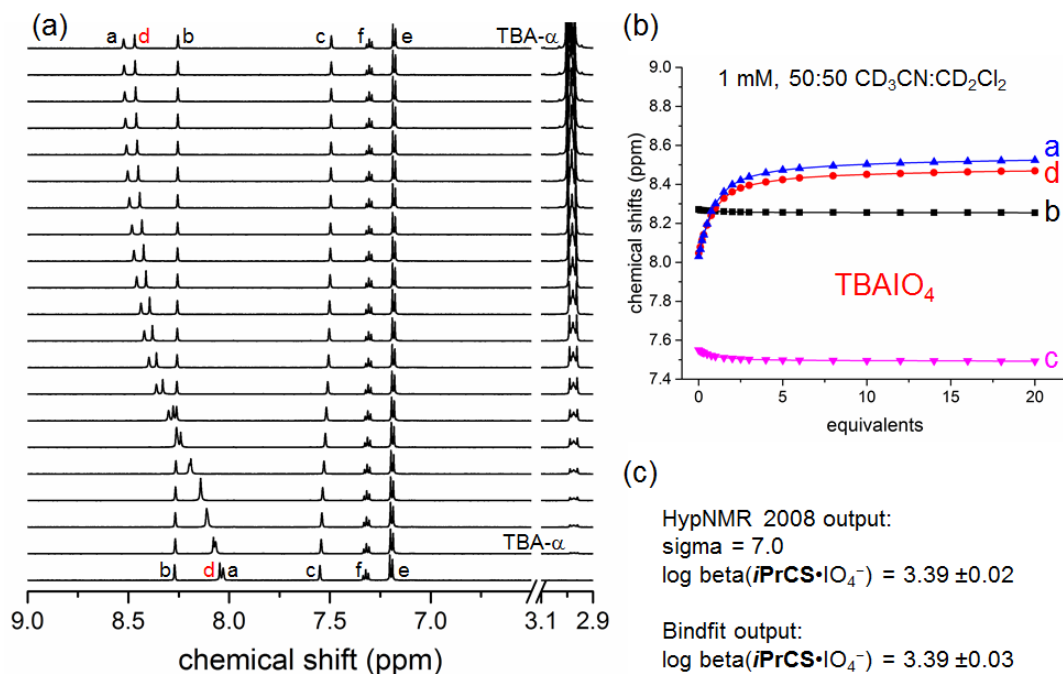 (a)
a d b c f e TBA-α
TBA-α
b d a c f e
9.0 8.5 8.0 7.5 7.0 3.1 2.9
chemical shift (ppm)
(b)
1 mM, 50:50 CD₃CN:CD₂Cl₂
9.0
8.8
8.6
8.4
8.2
8.0
7.8
7.6
7.4
chemical shifts (ppm)
a
d
b
TBAIO₄
c
0 5 10 15 20
equivalents
(c)
HypNMR 2008 output:
sigma = 7.0
log beta(iPrCS•IO₄⁻) = 3.39 ±0.02
Bindfit output:
log beta(iPrCS•IO₄⁻) = 3.39 ±0.03